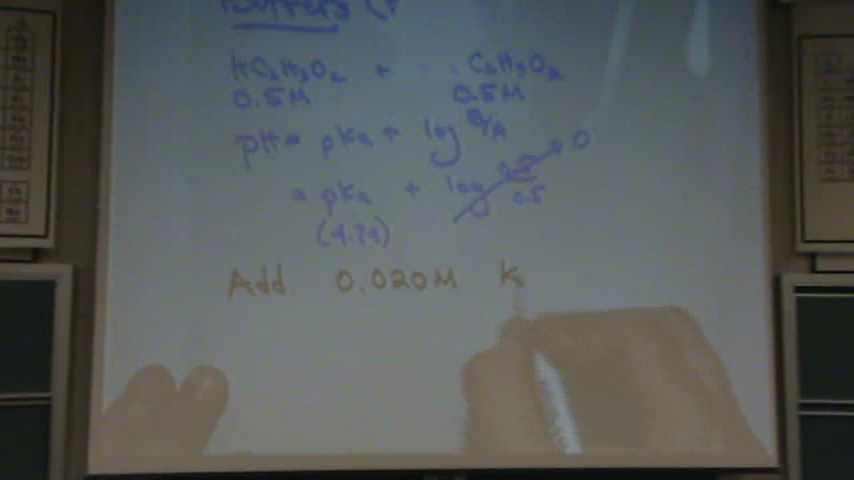 Buffers (
HC₂H₃O₂ + C₂H₃O₂
0.5M 0.5M
pH = pKa + log B/A
= pKa + log 0.5/0.5 0
(4.74)
Add 0.020M K